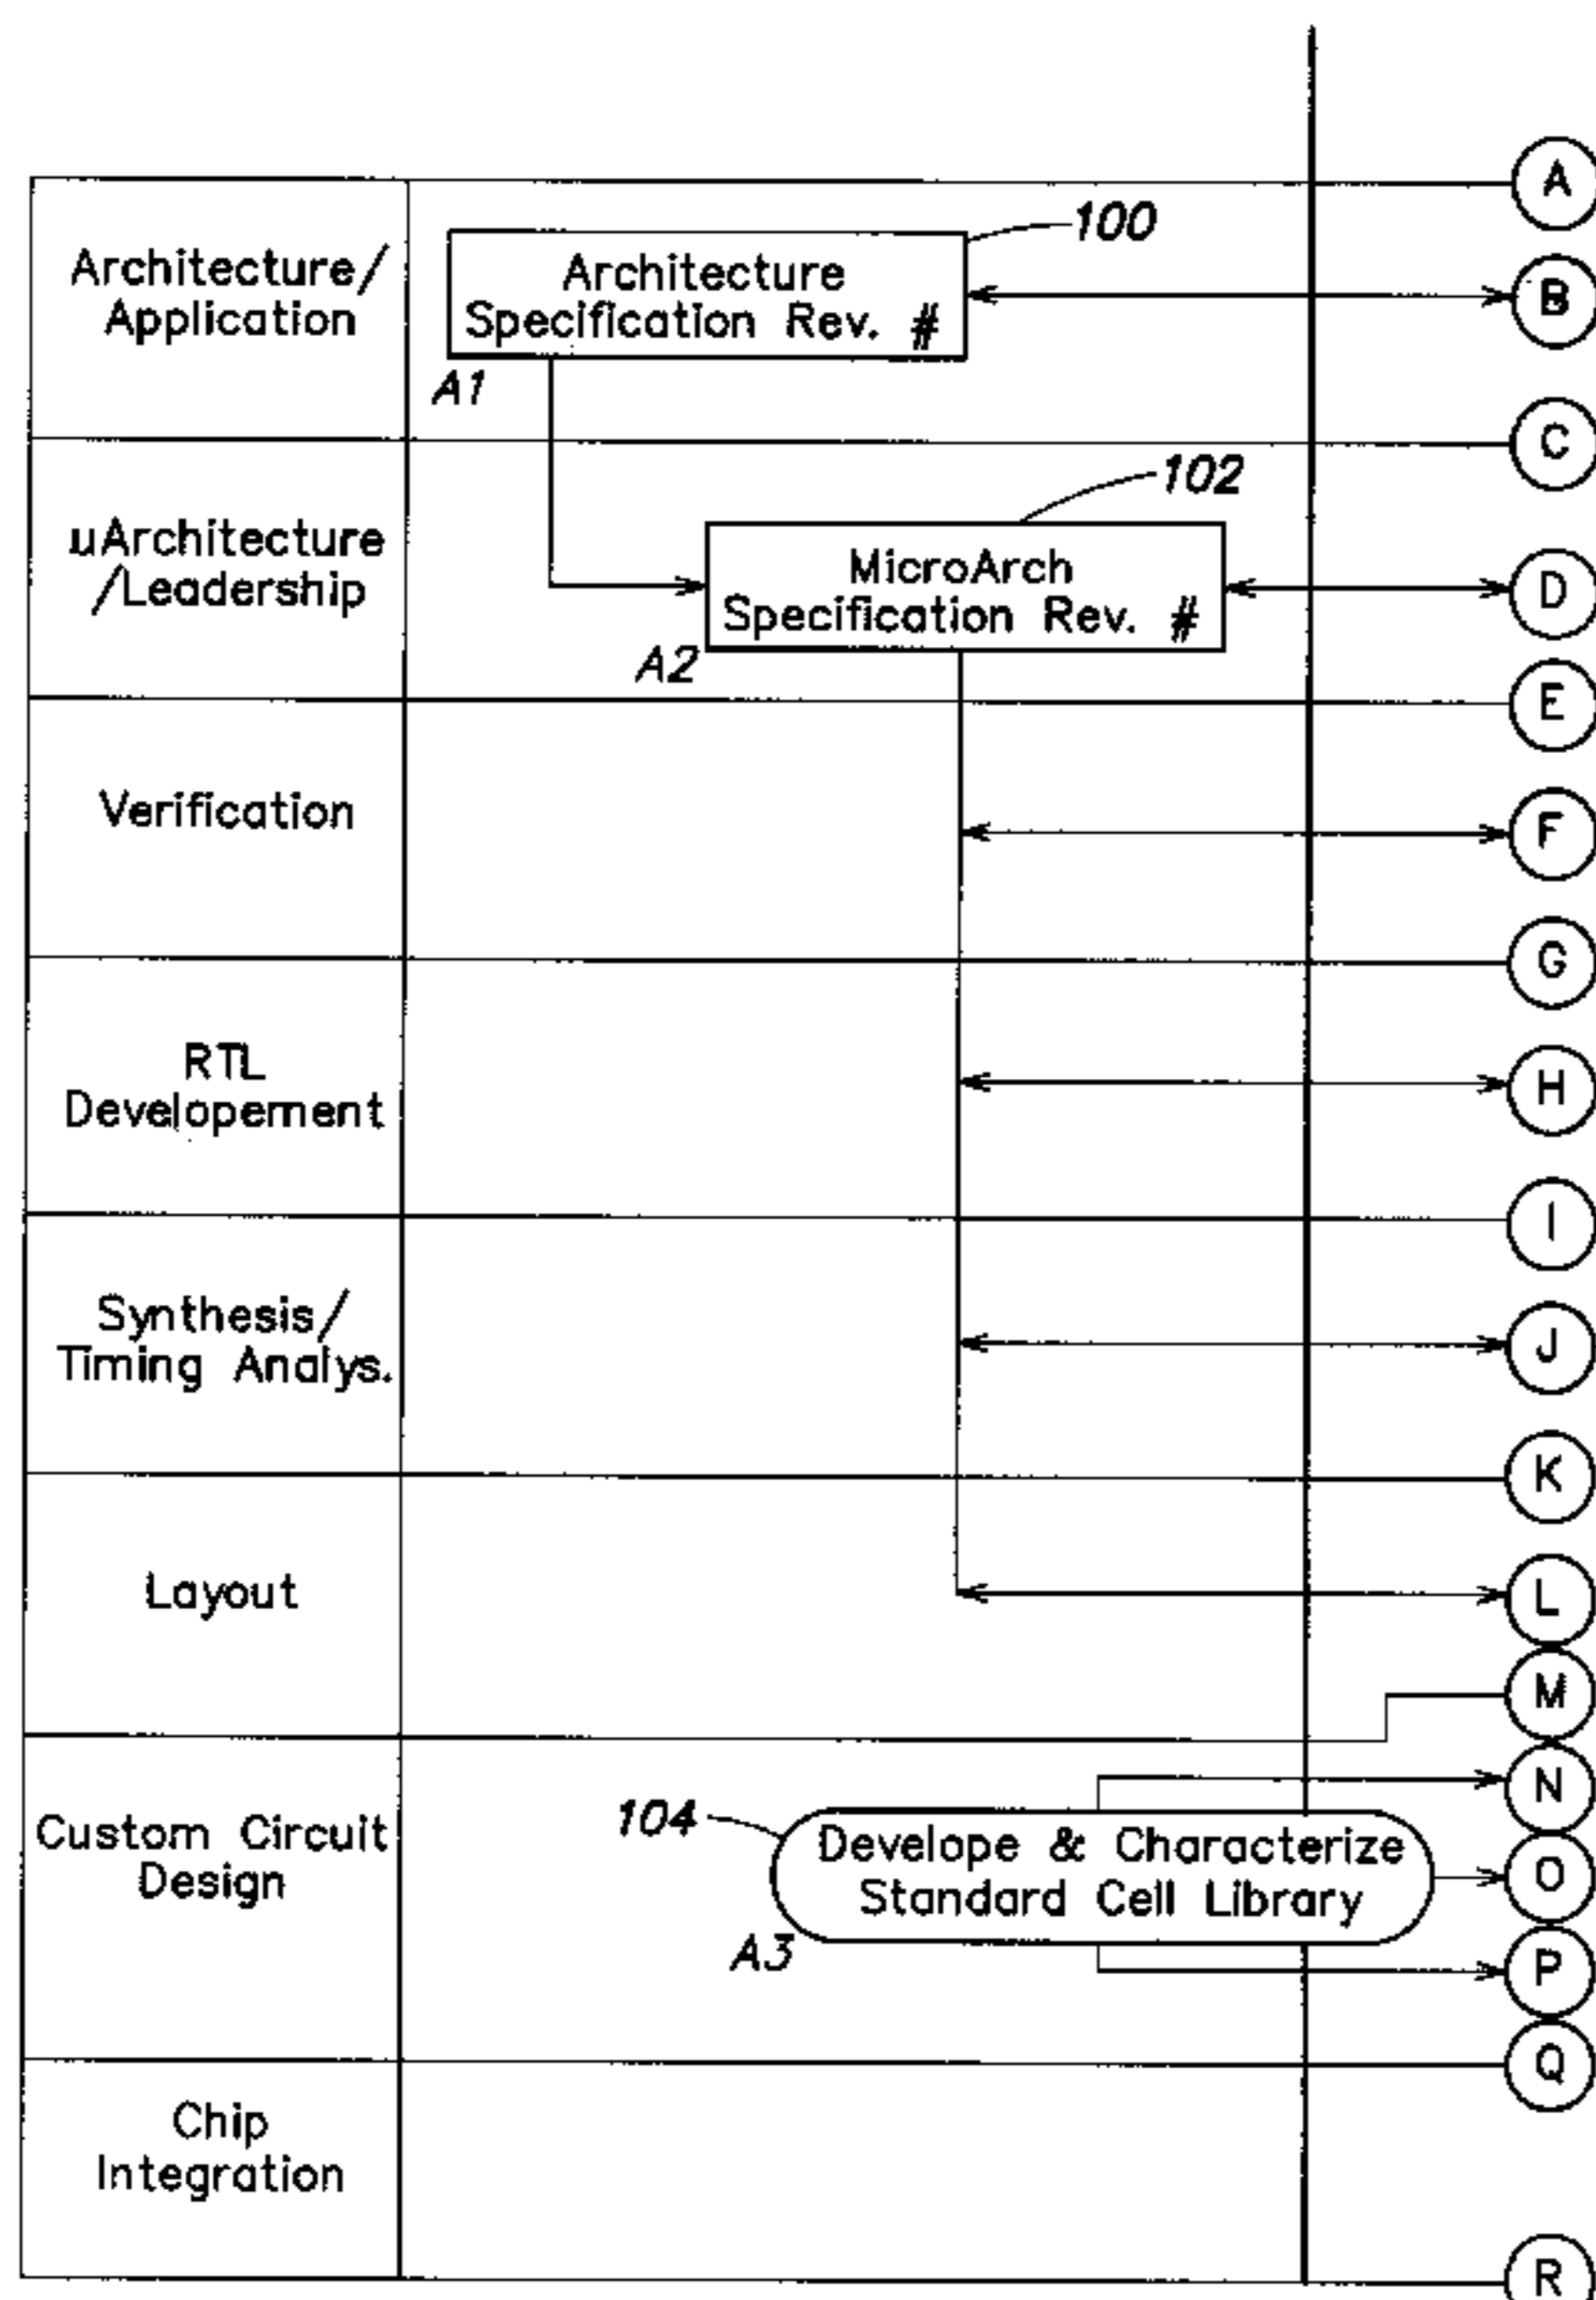 A
100
Architecture/
Application
Architecture
Specification Rev. #
B
A1
C
102
µArchitecture
/Leadership
MicroArch
Specification Rev. #
D
A2
E
Verification
F
G
RTL
Developement
H
I
Synthesis/
Timing Analys.
J
K
Layout
L
M
N
Custom Circuit
Design
104
Develope & Characterize
Standard Cell Library
O
A3
P
Q
Chip
Integration
R